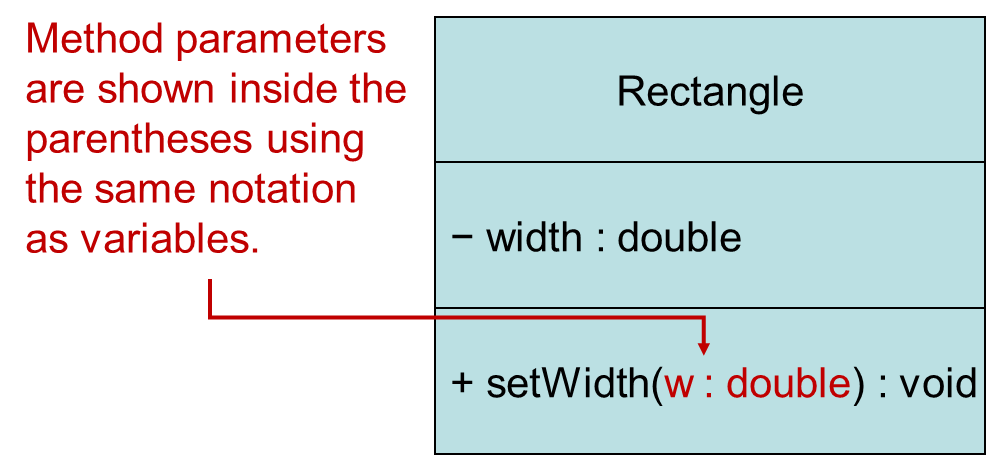 Method parameters
are shown inside the
parentheses using
the same notation
as variables.
Rectangle
− width : double
+ setWidth(w : double) : void